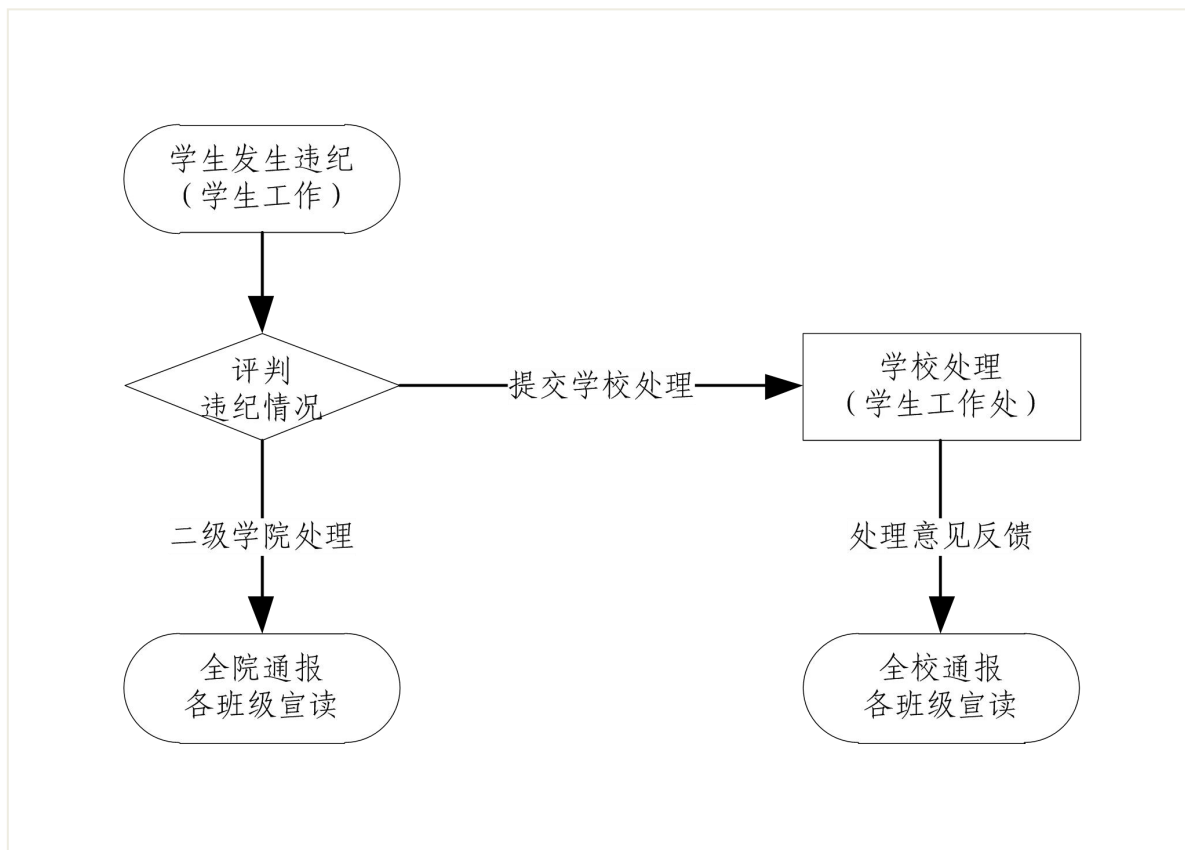 学生发生违纪
（学生工作）
评判
违纪情况
提交学校处理
学校处理
（学生工作处）
二级学院处理
处理意见反馈
全院通报
各班级宣读
全校通报
各班级宣读